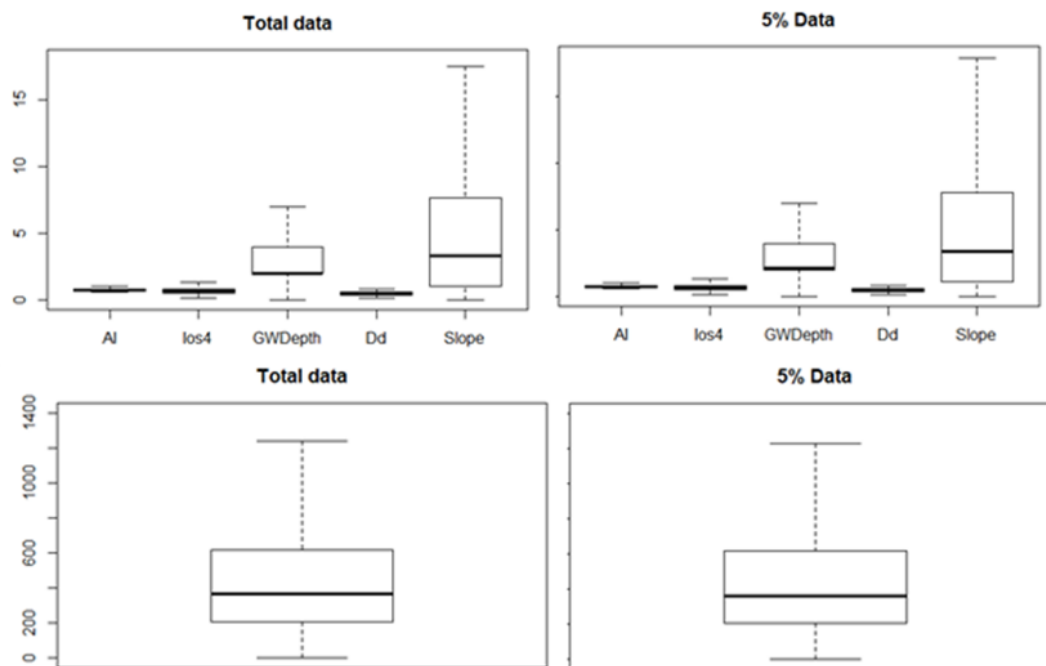 Total data
5% Data
15
10
5
0
AI
Ios4
GWDepth
Dd
Slope
AI
Ios4
GWDepth
Dd
Slope
Total data
5% Data
1400
1000
600
200
0